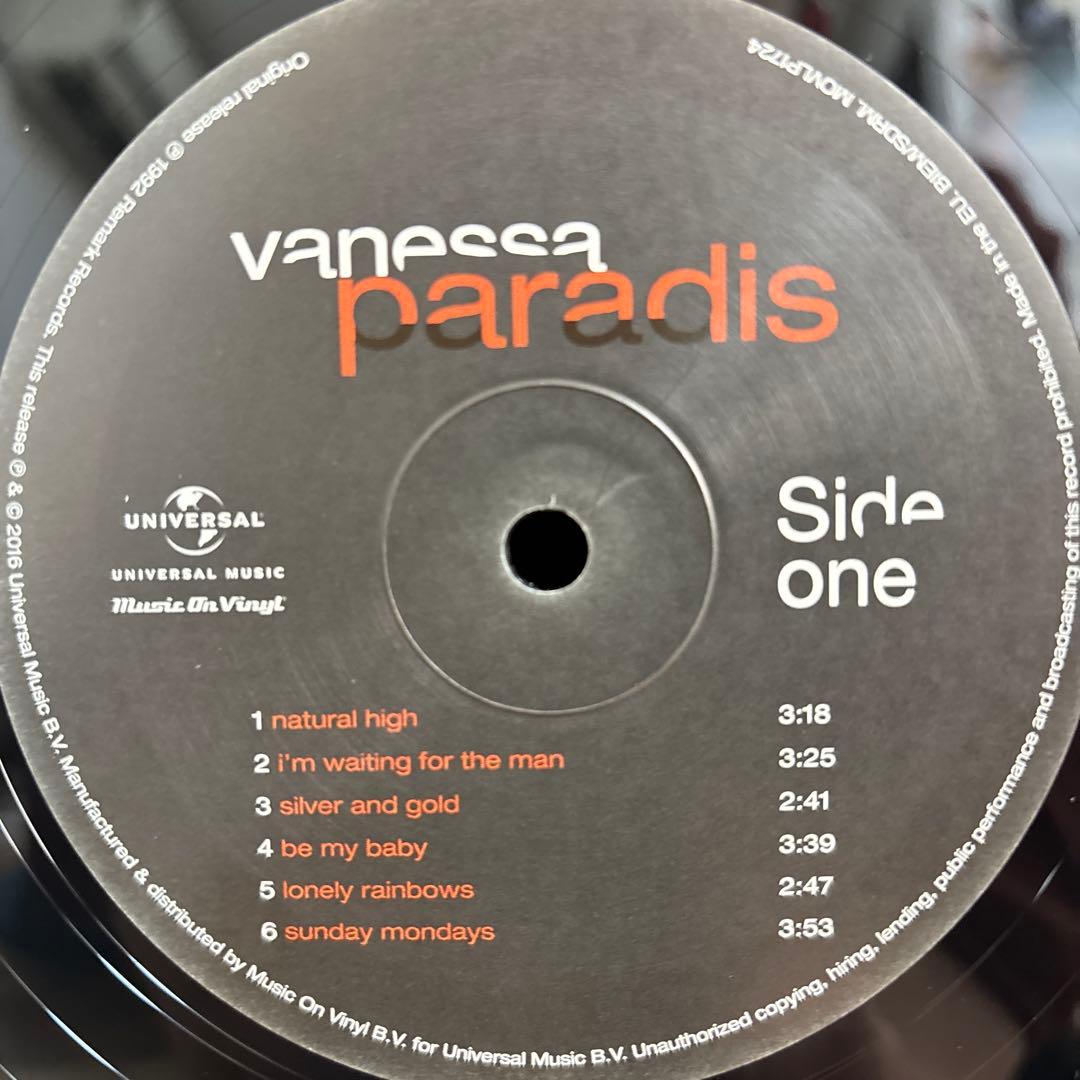 vanessa
paradis
UNIVERSAL
UNIVERSAL MUSIC
Music On Vinyl
Side
one
1 natural high 3:18
2 i'm waiting for the man 3:25
3 silver and gold 2:41
4 be my baby 3:39
5 lonely rainbows 2:47
6 sunday mondays 3:53
Original release ℗ 1992 Remark Records. This release ℗ & © 2016 Universal Music B.V. Manufactured & distributed by Music On Vinyl B.V. for Universal Music B.V. Unauthorized copying, hiring, lending, public performance and broadcasting of this record prohibited. Made in the EU. BIEM/SDRM. MOVLP1724